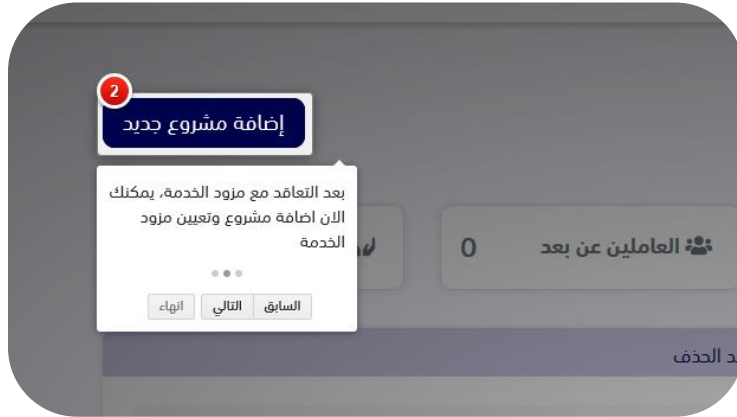 2
إضافة مشروع جديد
بعد التعاقد مع مزود الخدمة، يمكنك
الان اضافة مشروع وتعيين مزود
الخدمة
السابق التالي انهاء
العاملين عن بعد 0
د الحذف